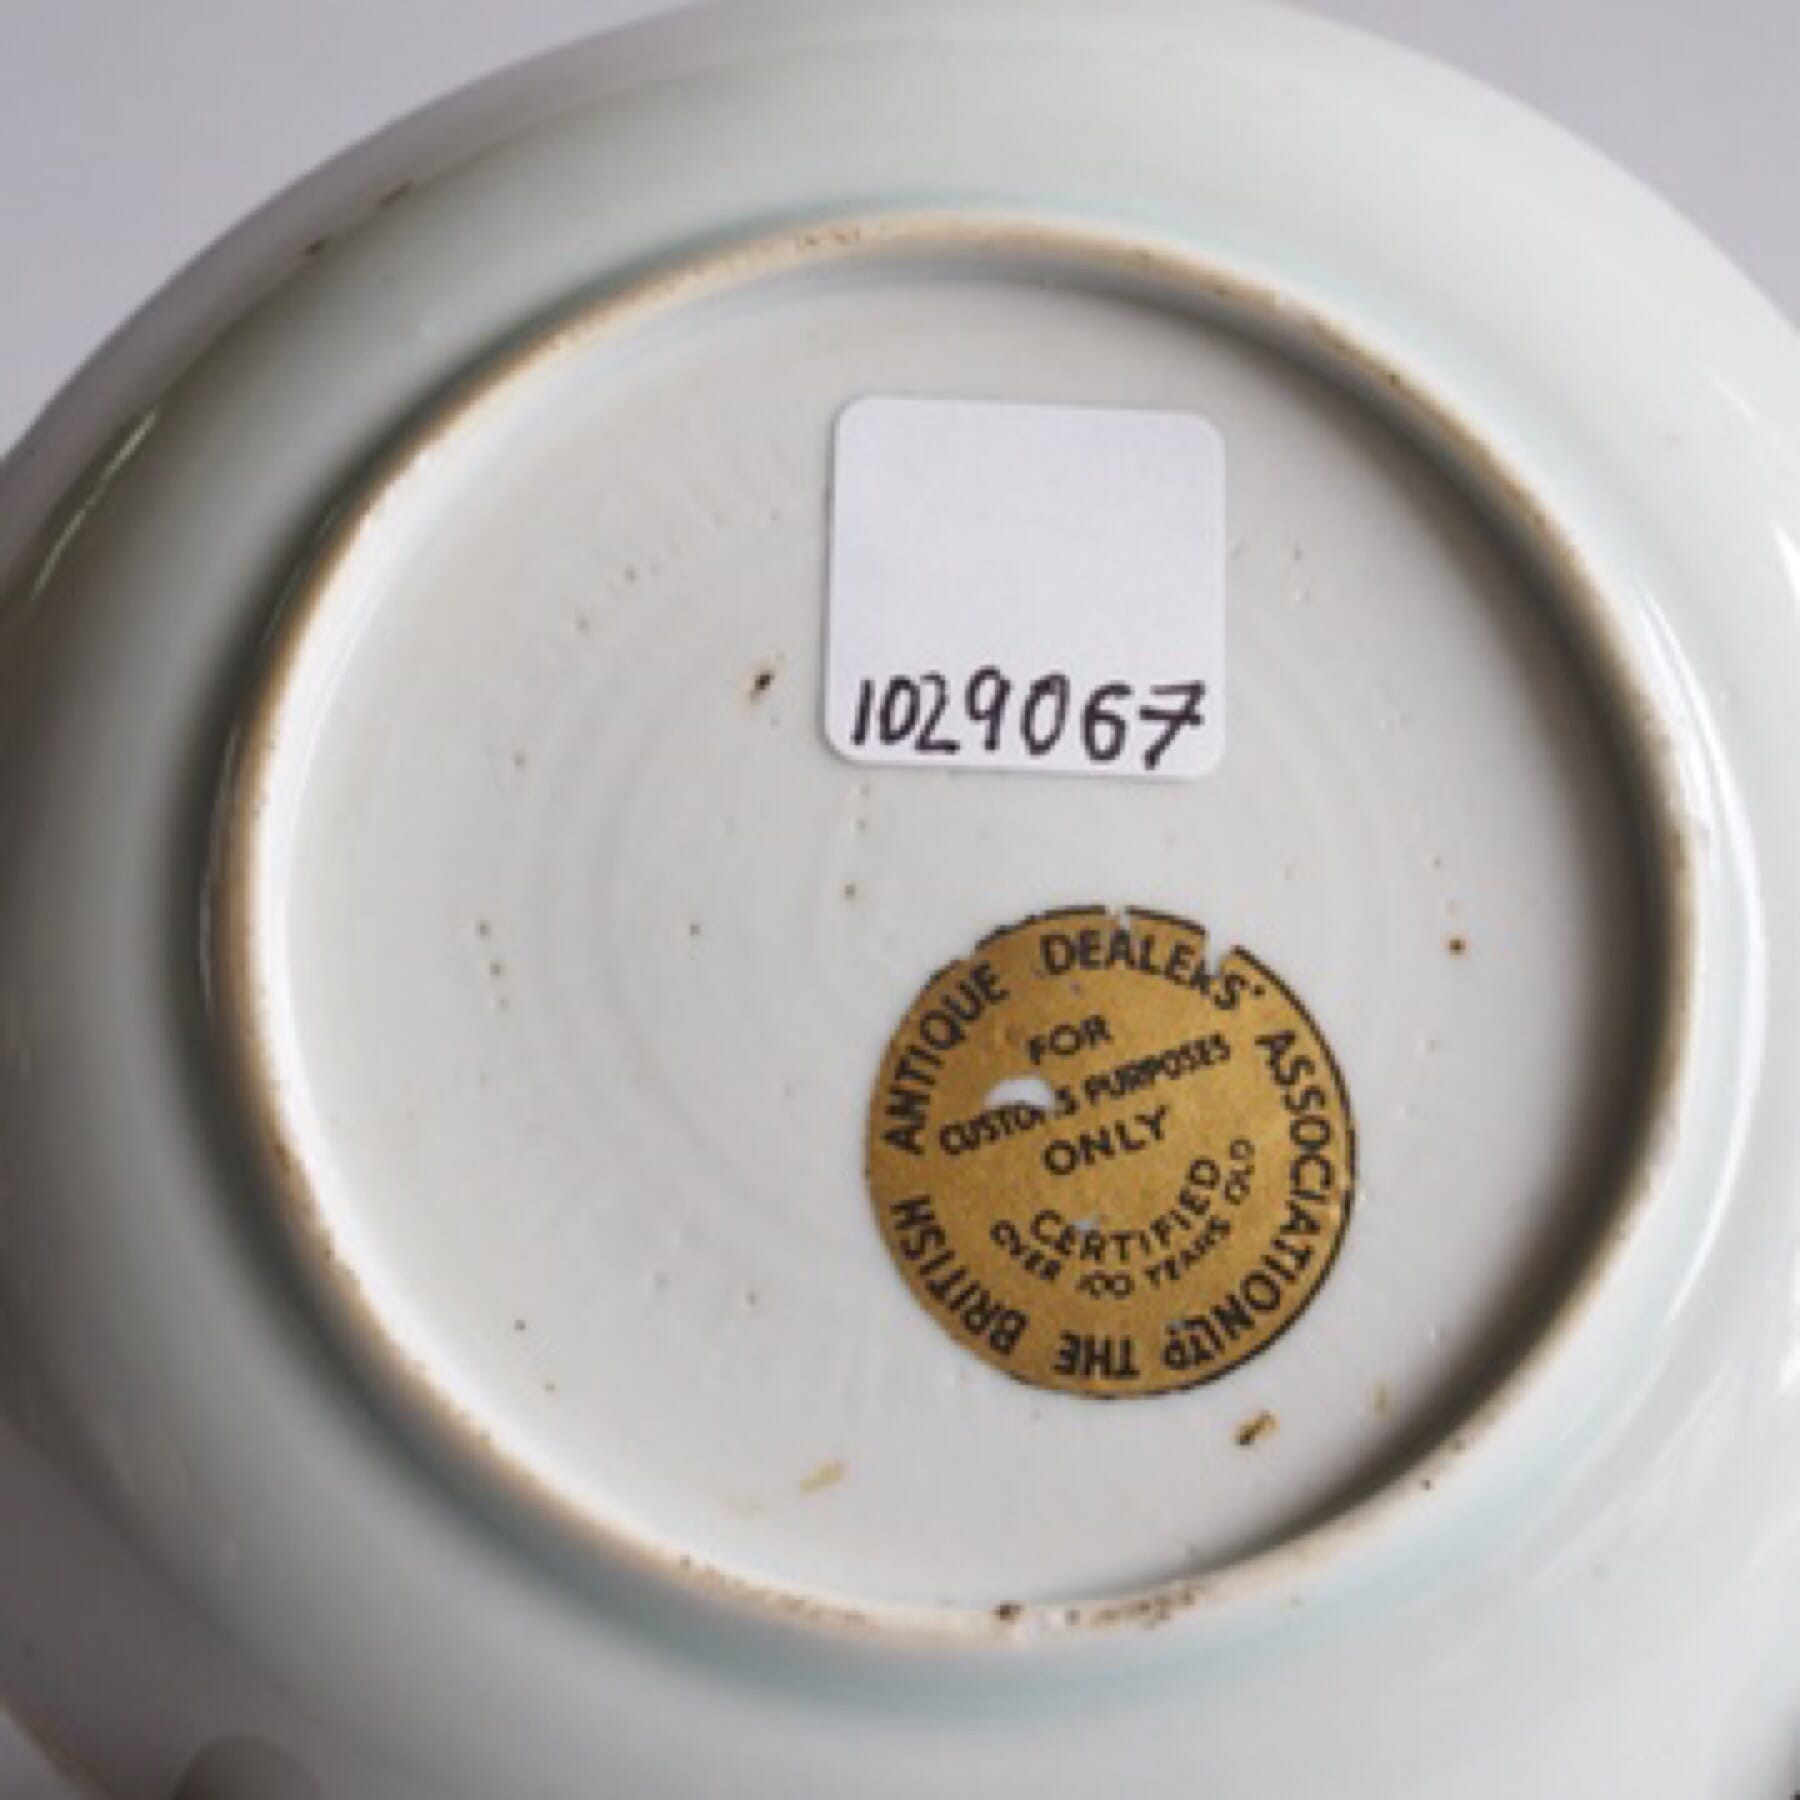 1029067
THE BRITISH ANTIQUE DEALERS' ASSOCIATION LTD
FOR
CUSTOMS PURPOSES
ONLY
CERTIFIED
OVER 100 YEARS OLD